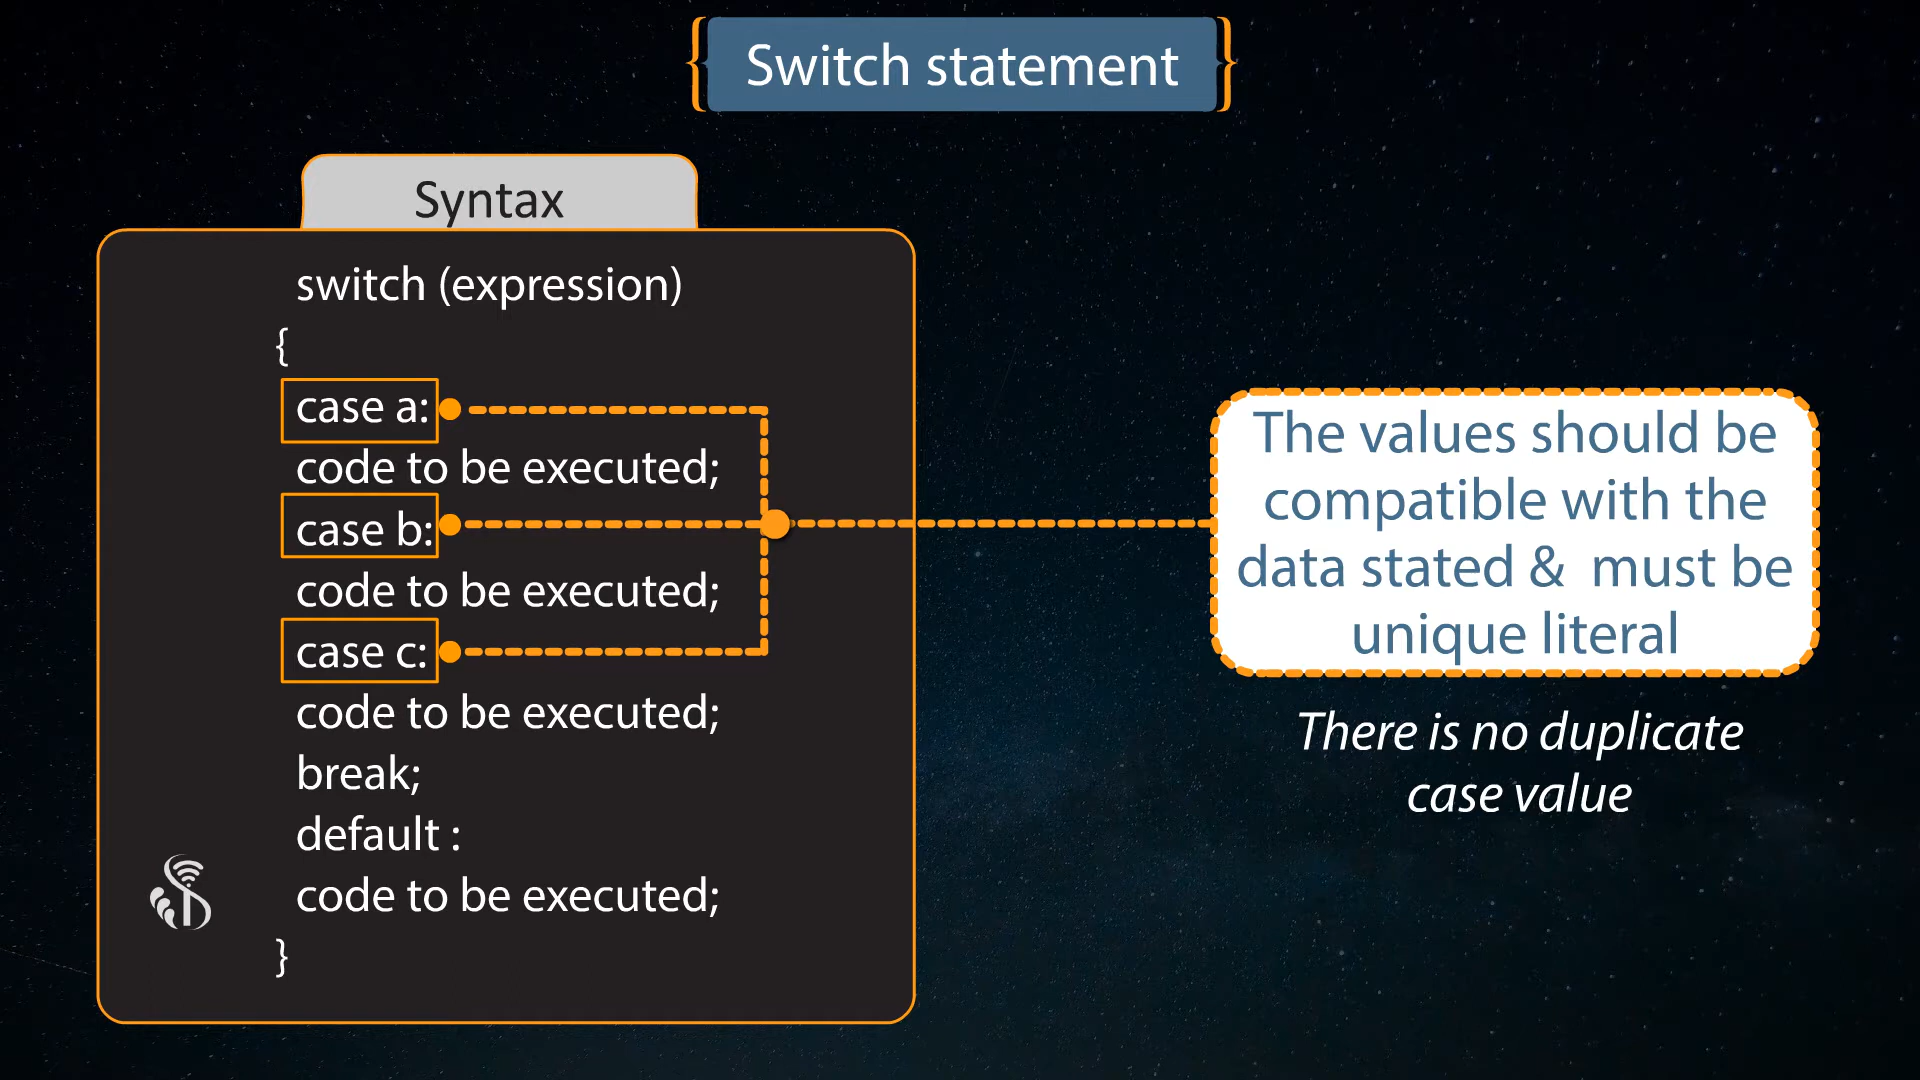 Switch statement
Syntax
switch (expression)
{
case a:
code to be executed;
case b:
code to be executed;
case c:
code to be executed;
break;
default :
code to be executed;
}
The values should be
compatible with the
data stated & must be
unique literal
There is no duplicate
case value